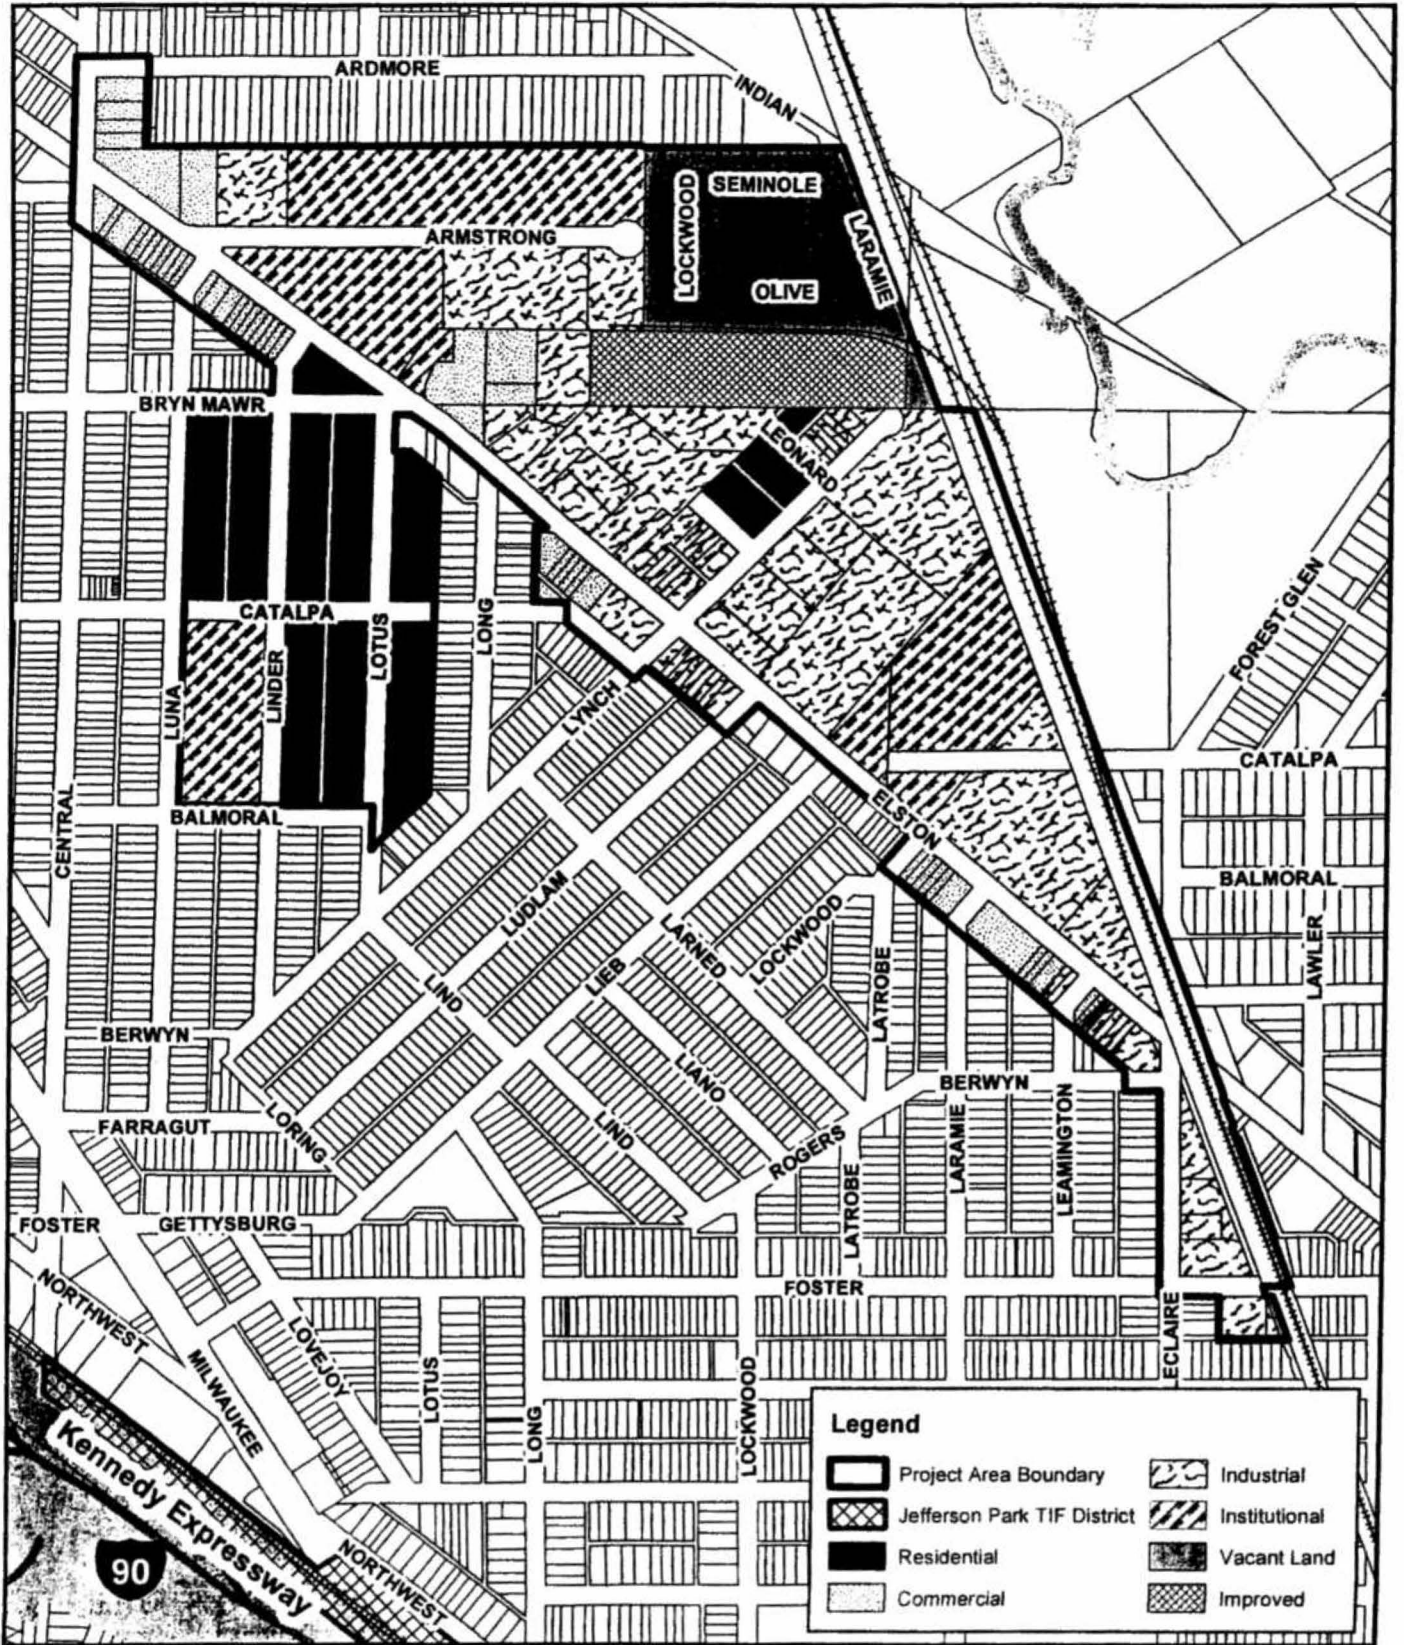 ARDMORE
INDIAN
LOCKWOOD
SEMINOLE
ARMSTRONG
LARAMIE
OLIVE
BRYN MAWR
LEONARD
CATALPA
LONG
LOTUS
LINDER
LUNA
LYNCH
FOREST GLEN
CATALPA
ELSTON
CENTRAL
BALMORAL
BALMORAL
LUDLAM
LARNED
LOCKWOOD
LATROBE
LAWLER
LIND
LIEB
BERWYN
LIANO
BERWYN
FARRAGUT
LORING
LIND
ROGERS
LARAMIE
LEAMINGTON
LATROBE
FOSTER
GETTYSBURG
FOSTER
NORTHWEST
LOVEJOY
MILWAUKEE
LOTUS
LONG
LOCKWOOD
ECLAIRE
Kennedy Expressway
90
NORTHWEST
Legend
Project Area Boundary
Jefferson Park TIF District
Residential
Commercial
Industrial
Institutional
Vacant Land
Improved